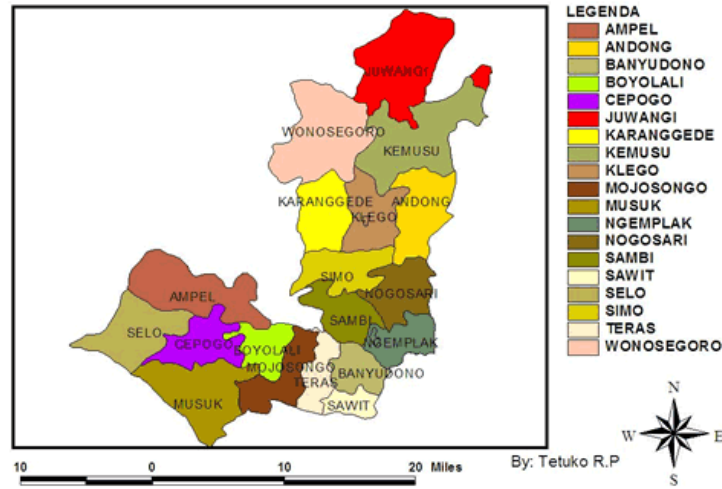 LEGENDA
AMPEL
ANDONG
BANYUDONO
BOYOLALI
CEPOGO
JUWANGI
KARANGGEDE
KEMUSU
KLEGO
MOJOSONGO
MUSUK
NGEMPLAK
NOGOSARI
SAMBI
SAWIT
SELO
SIMO
TERAS
WONOSEGORO
JUWANGI
WONOSEGORO
KEMUSU
KARANGGEDE
ANDONG
KLEGO
SIMO
AMPEL
NOGOSARI
SAMBI
SELO
CEPOGO
BOYOLALI
NGEMPLAK
MOJOSONGO
BANYUDONO
TERAS
MUSUK
SAWIT
N
W E
S
By: Tetuko R.P
10 0 10 20 Miles